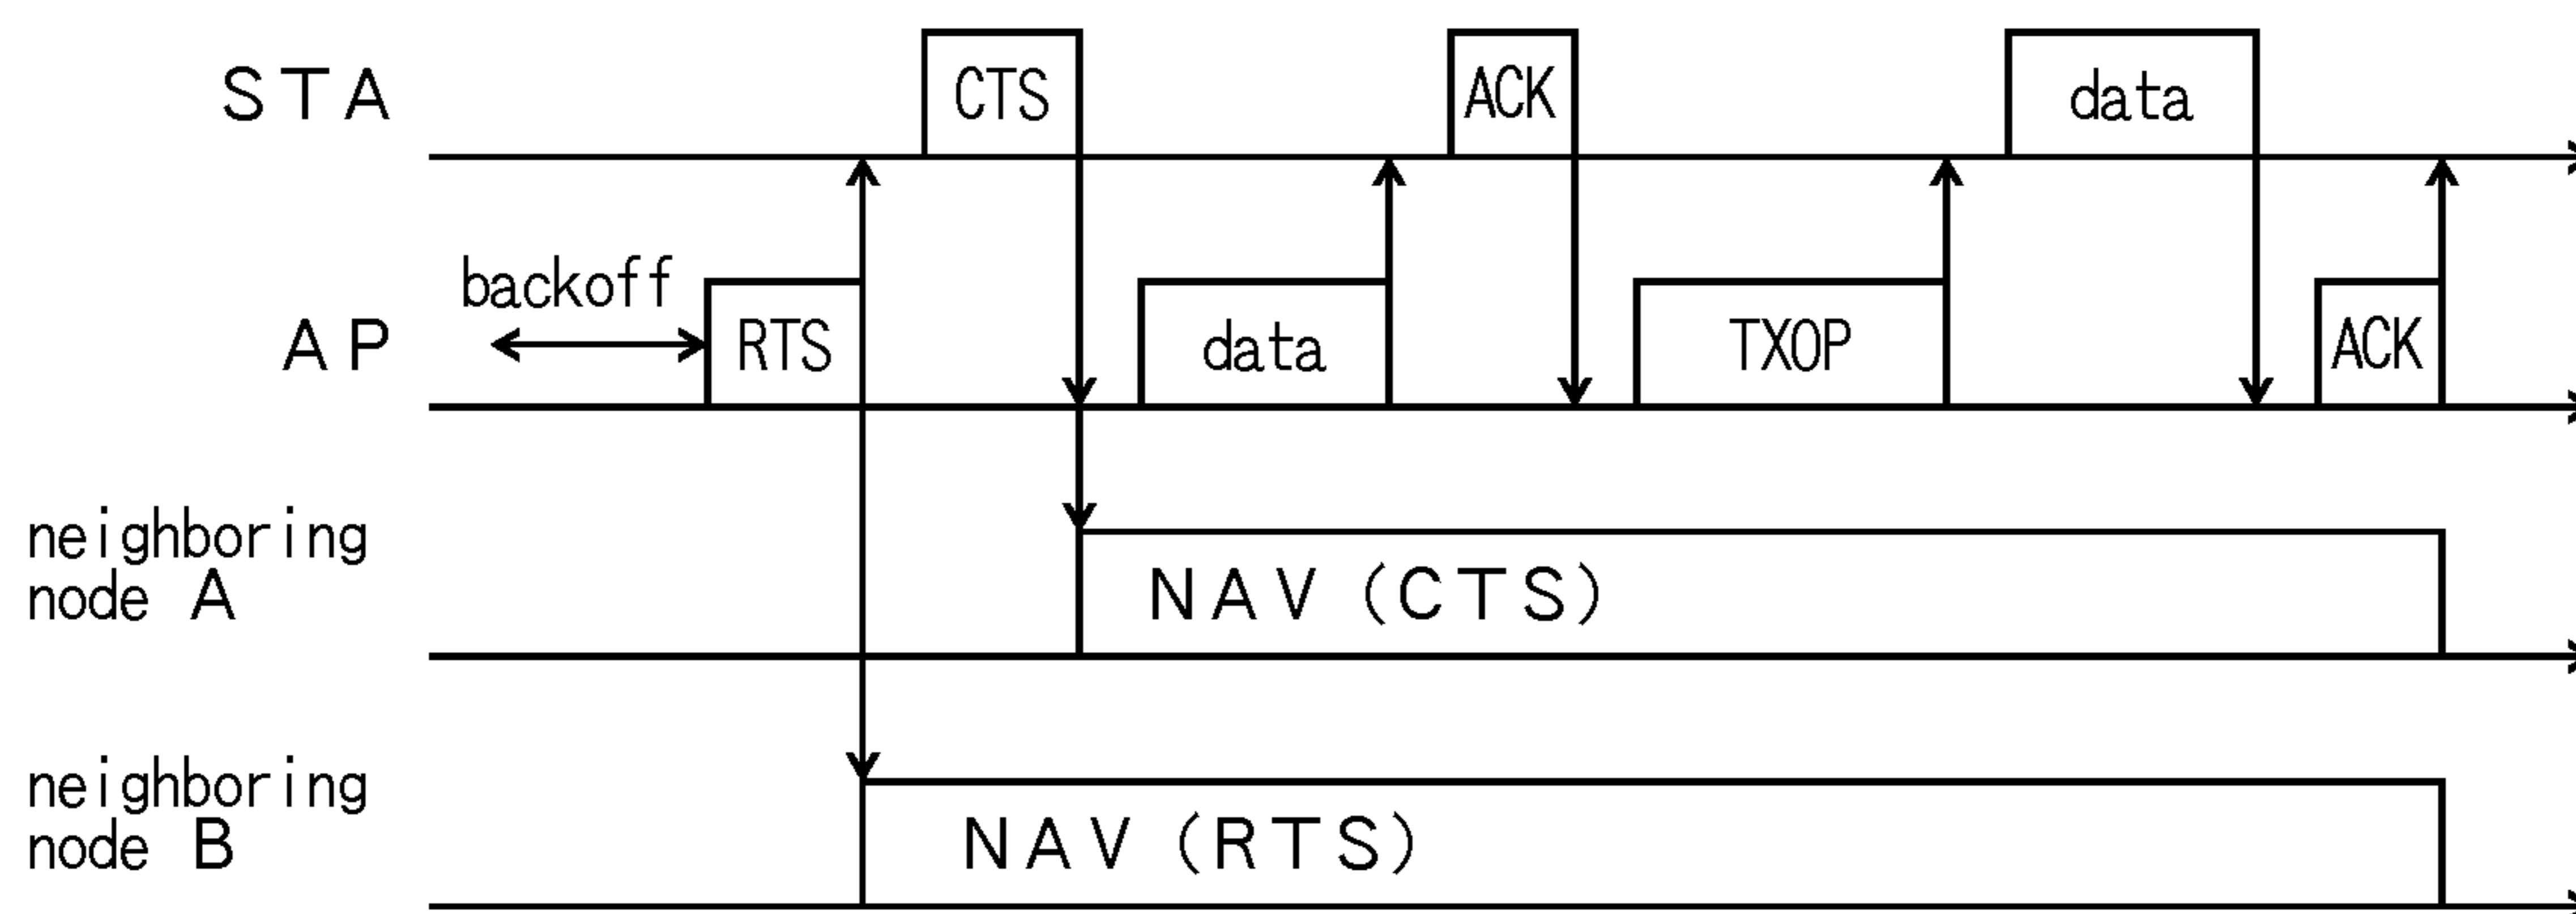 STA
CTS
ACK
data
backoff
AP
RTS
data
TXOP
ACK
neighboring
node A
NAV (CTS)
neighboring
node B
NAV (RTS)